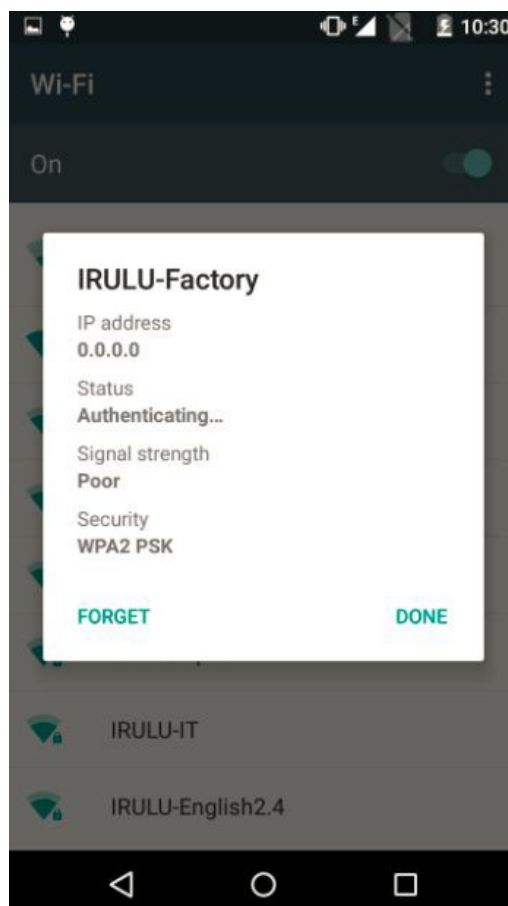 E
10:30
Wi-Fi
On
IRULU-Factory
IP address
0.0.0.0
Status
Authenticating...
Signal strength
Poor
Security
WPA2 PSK
FORGET DONE
IRULU-IT
IRULU-English2.4